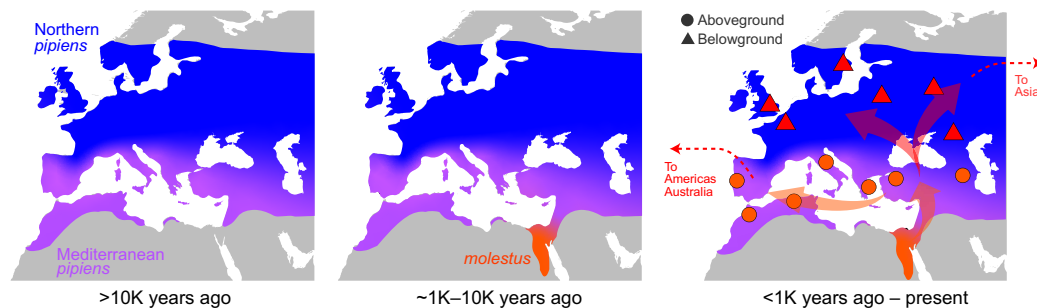 Northern
pipiens
Mediterranean
pipiens
>10K years ago
molestus
~1K–10K years ago
Aboveground
Belowground
To
Asia
To
Americas
Australia
<1K years ago – present